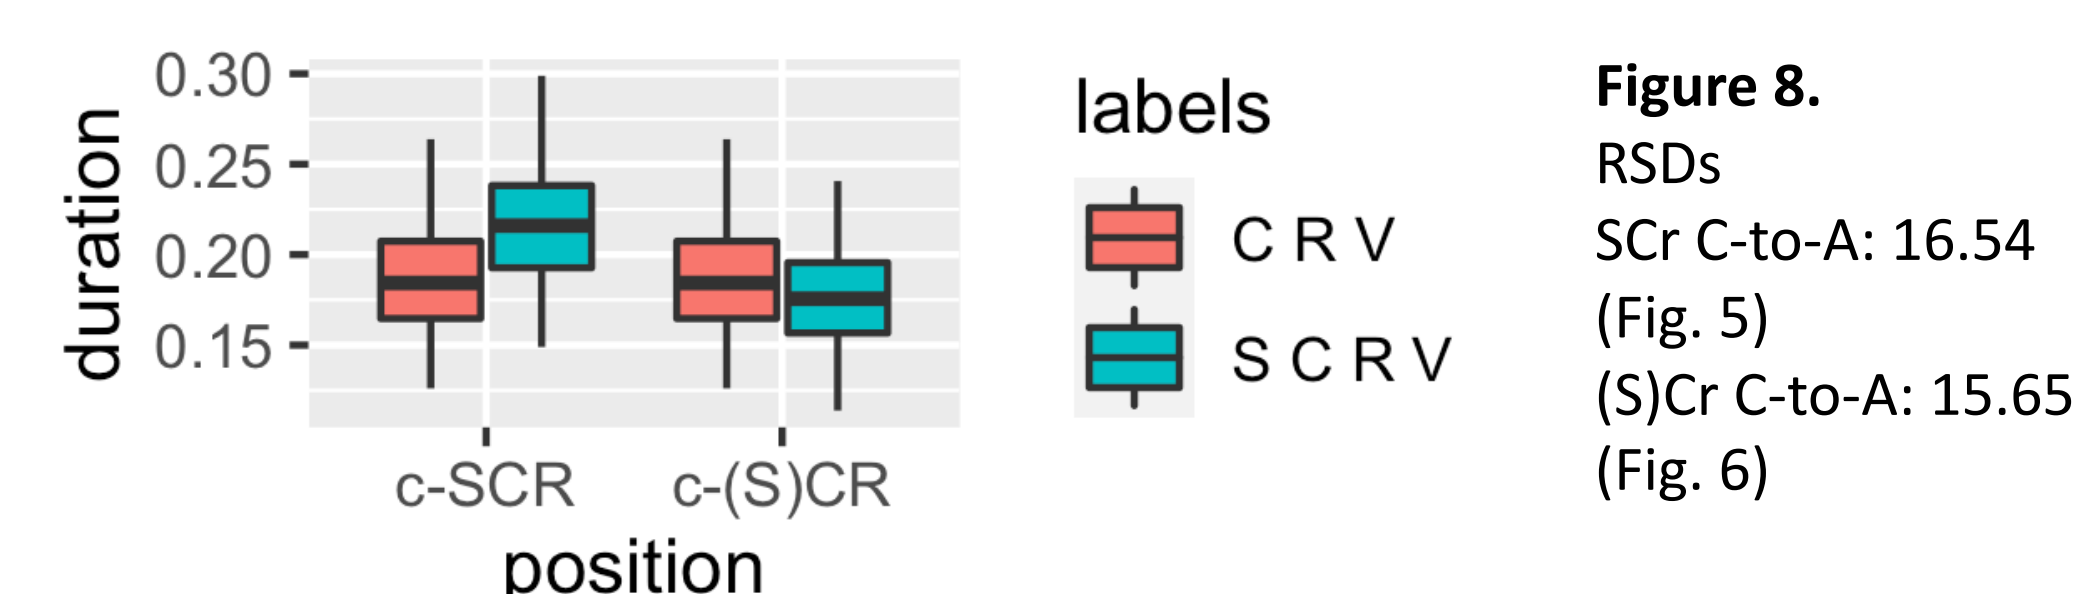 duration
0.30
0.25
0.20
0.15
c-SCR
c-(S)CR
position
labels
C R V
S C R V
Figure 8.
RSDs
SCr C-to-A: 16.54
(Fig. 5)
(S)Cr C-to-A: 15.65
(Fig. 6)